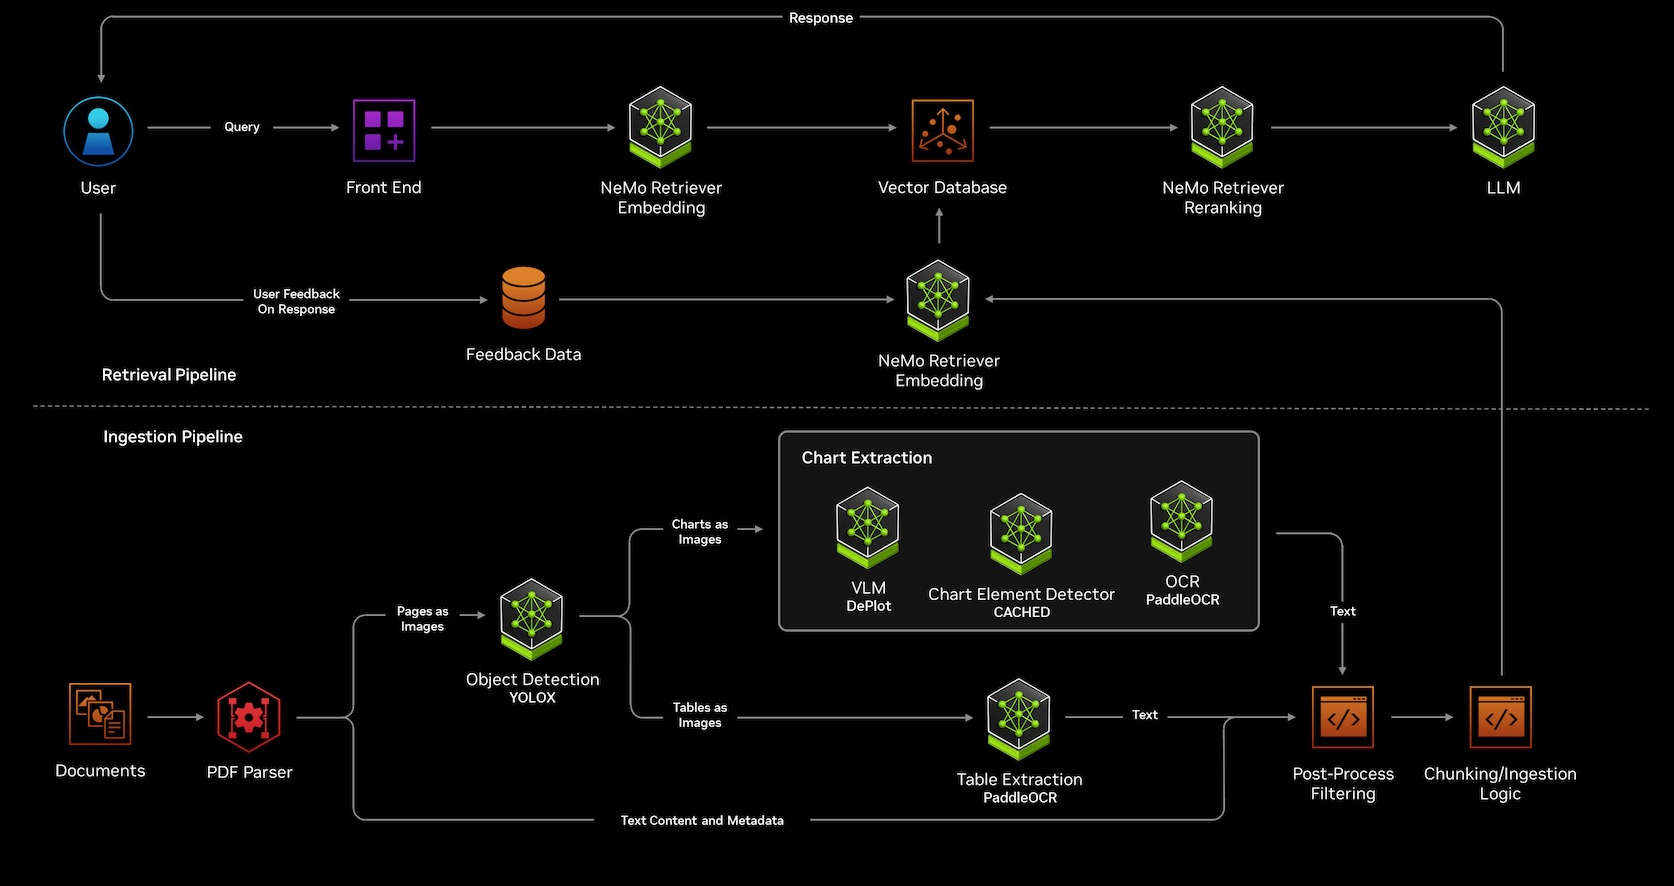 Response
Query
User
Front End
NeMo Retriever
Embedding
Vector Database
NeMo Retriever
Reranking
LLM
User Feedback
On Response
Feedback Data
NeMo Retriever
Embedding
Retrieval Pipeline
Ingestion Pipeline
Chart Extraction
Charts as
Images
VLM
DePlot
Chart Element Detector
CACHED
OCR
PaddleOCR
Pages as
Images
Text
Object Detection
YOLOX
Tables as
Images
Text
Documents
PDF Parser
Table Extraction
PaddleOCR
Post-Process
Filtering
Chunking/Ingestion
Logic
Text Content and Metadata